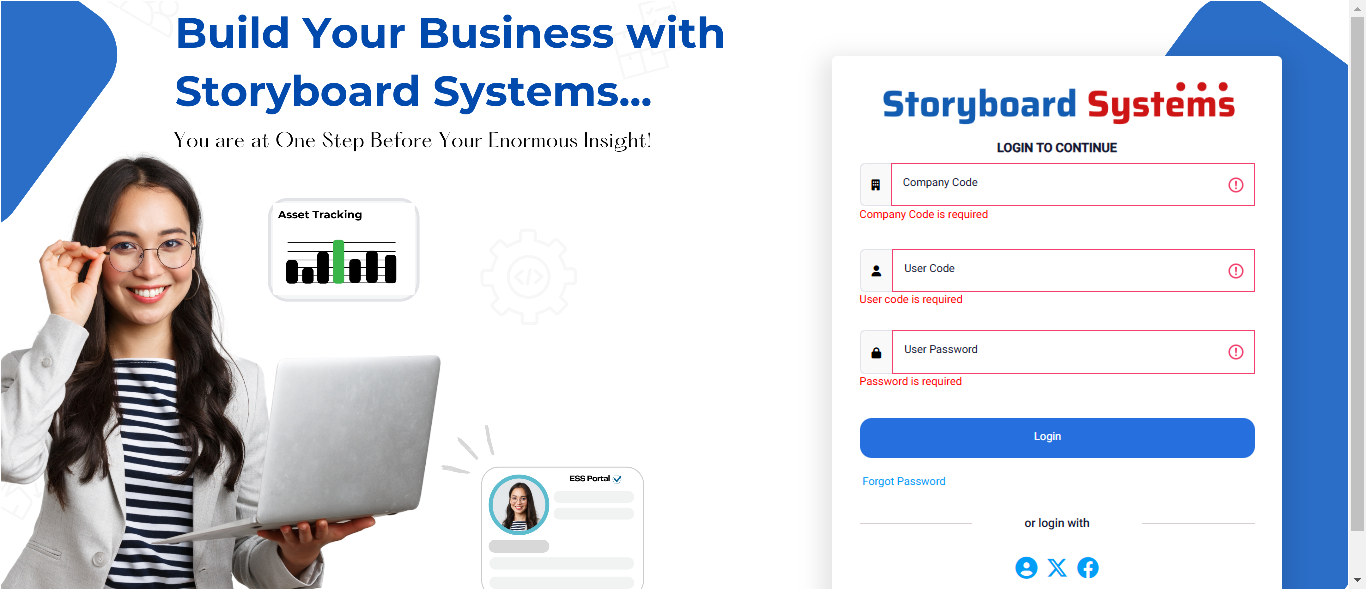 Build Your Business with
Storyboard Systems...
You are at One Step Before Your Enormous Insight!
Asset Tracking
ESS Portal
Storyboard Systems
LOGIN TO CONTINUE
Company Code
Company Code is required
User Code
User code is required
User Password
Password is required
Login
Forgot Password
or login with